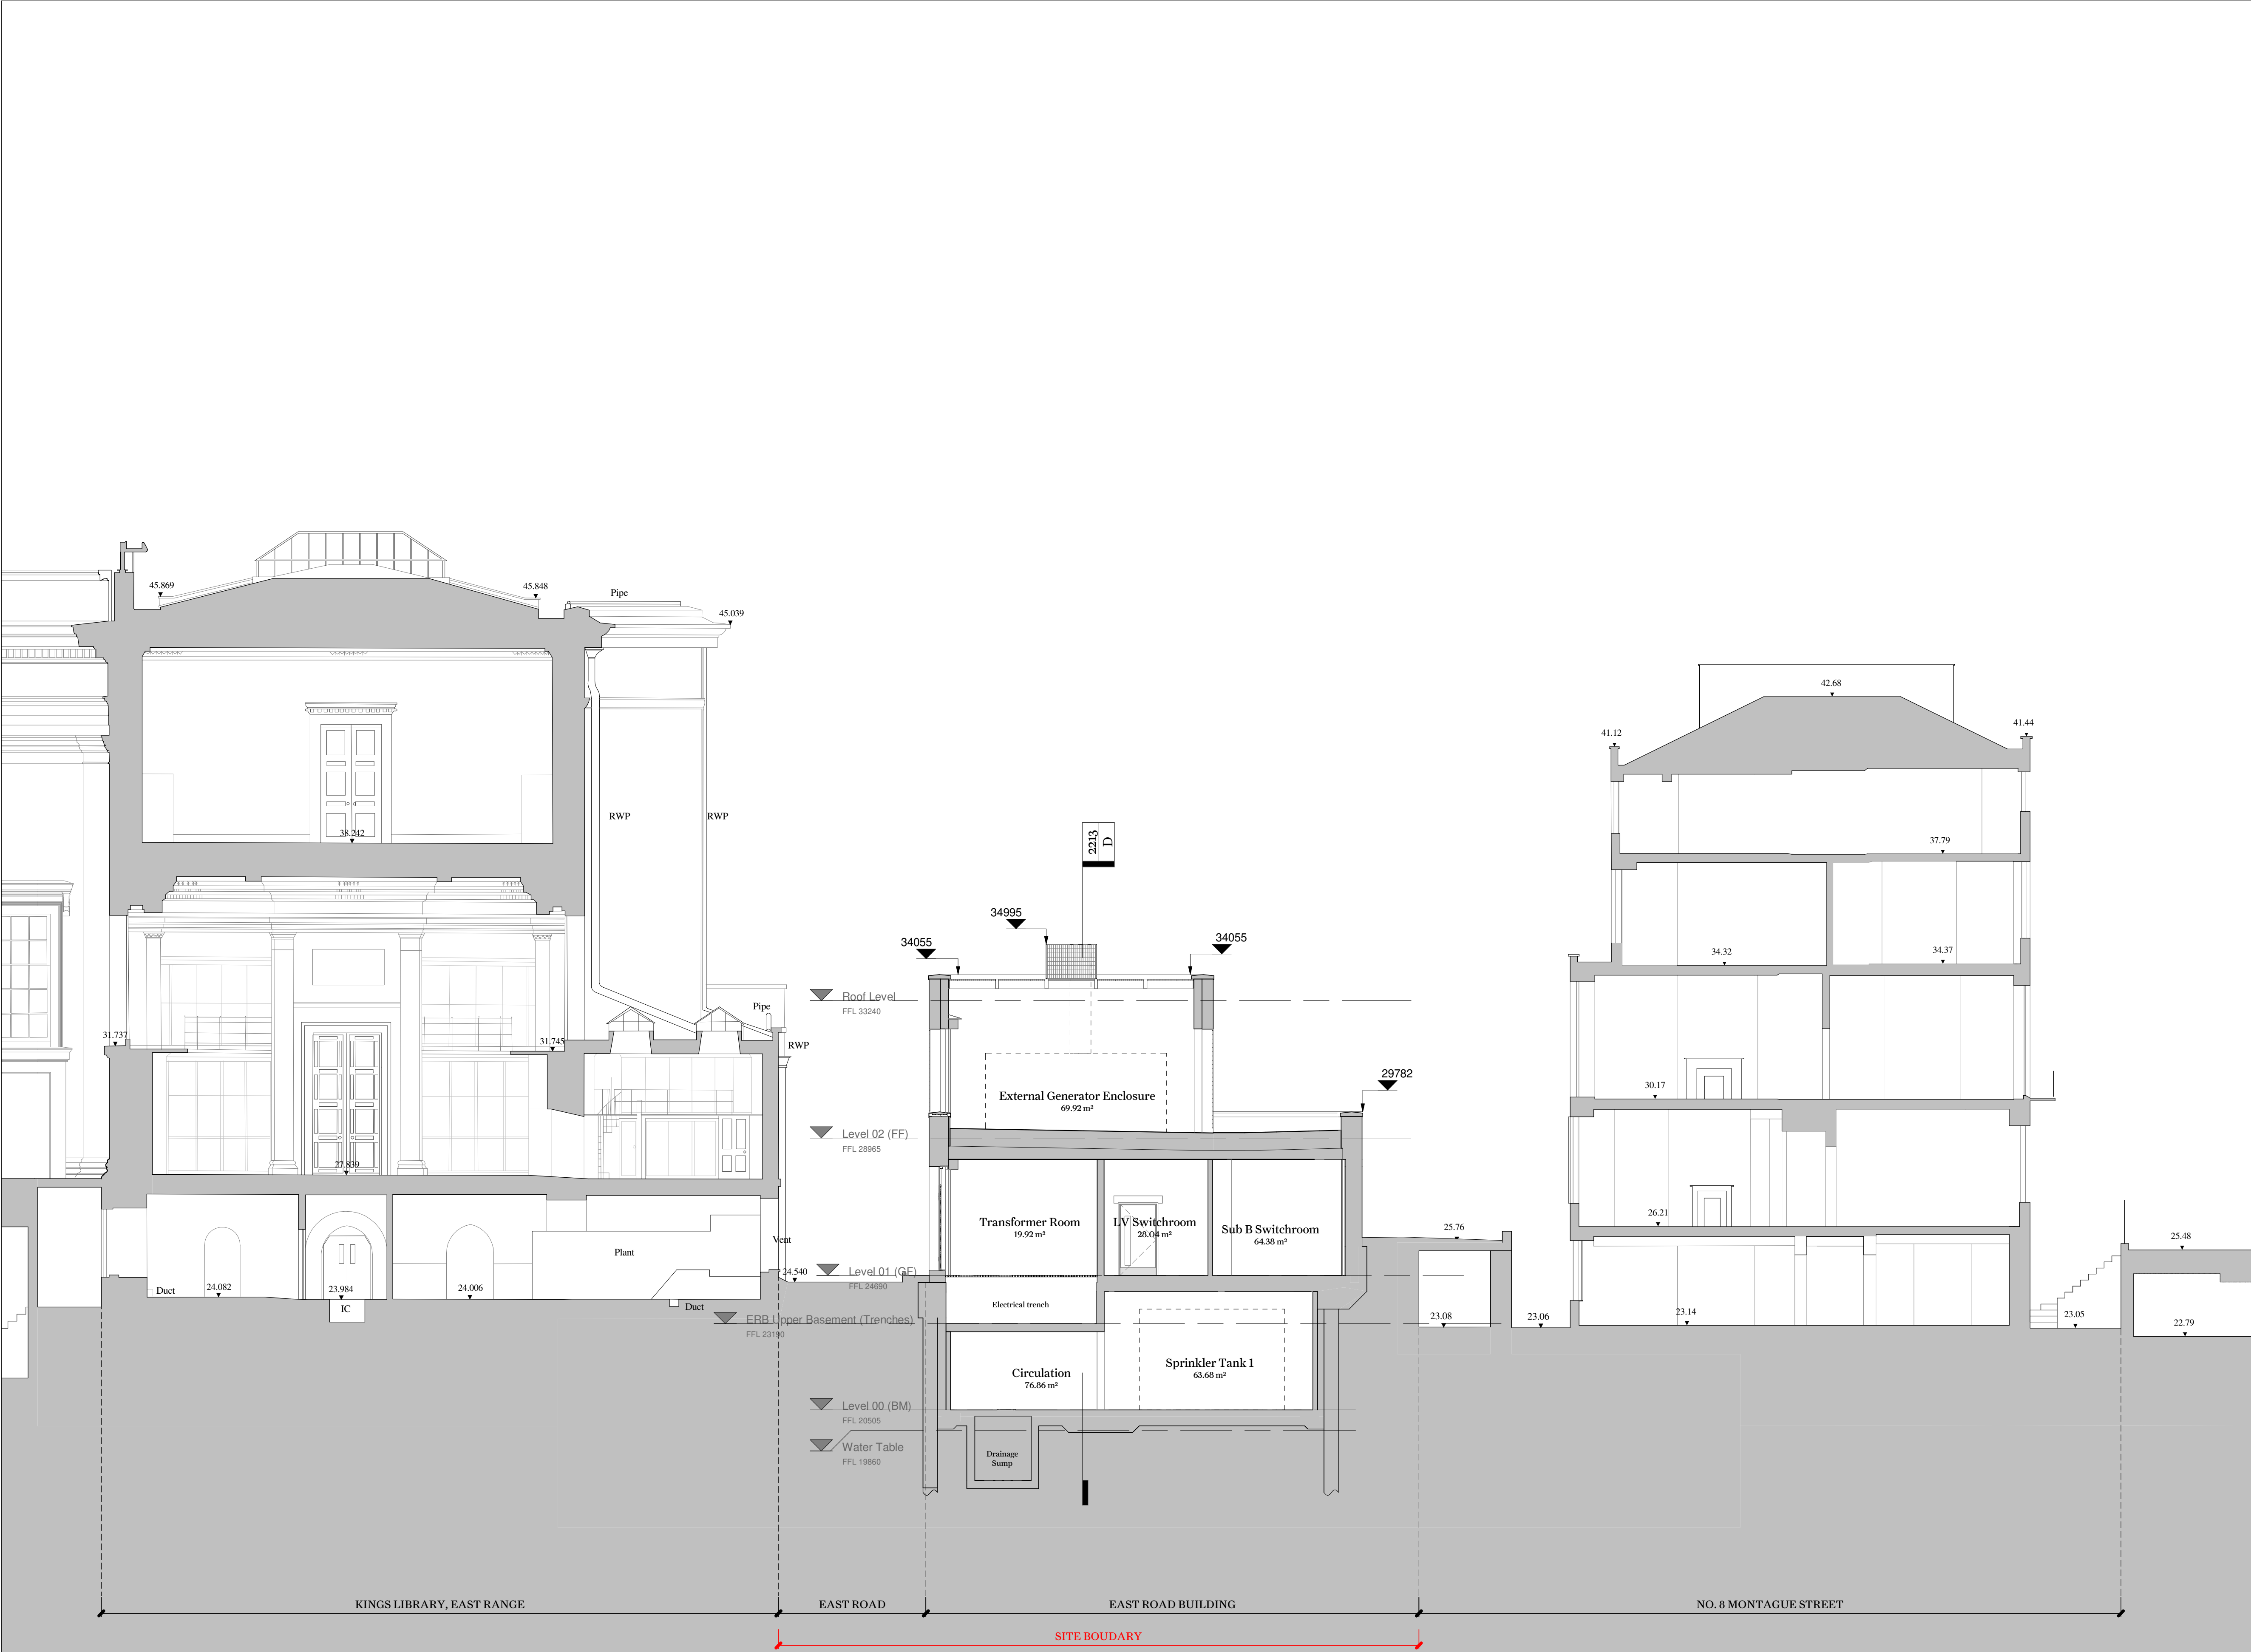 45.869
45.848
Pipe
45.039
42.68
41.12
41.44
38.242
RWP
RWP
2213
D
37.79
34995
34055
34055
34.32
34.37
Roof Level
FFL 33240
Pipe
31.737
31.745
RWP
29782
External Generator Enclosure
69.92 m²
30.17
Level 02 (FF)
FFL 28965
27.839
Transformer Room
19.92 m²
LV Switchroom
28.04 m²
Sub B Switchroom
64.38 m²
26.21
25.76
25.48
Vent
Plant
24.540
Level 01 (GF)
FFL 24690
Duct
24.082
23.984
24.006
IC
Duct
Electrical trench
ERB Upper Basement (Trenches)
FFL 23190
23.08
23.06
23.14
23.05
22.79
Circulation
76.86 m²
Sprinkler Tank 1
63.68 m²
Level 00 (BM)
FFL 20505
Water Table
FFL 19860
Drainage
Sump
KINGS LIBRARY, EAST RANGE
EAST ROAD
EAST ROAD BUILDING
NO. 8 MONTAGUE STREET
SITE BOUDARY